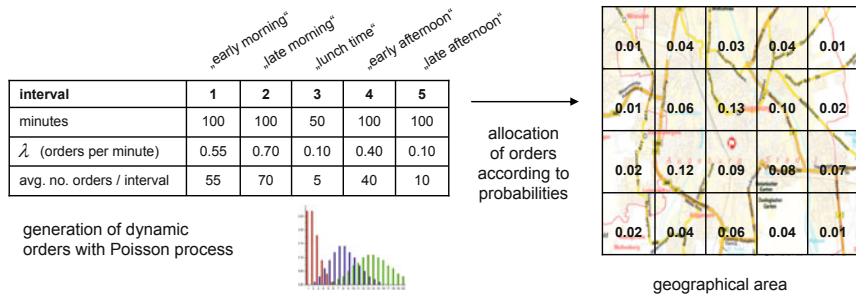 „early morning“
„late morning“
„lunch time“
„early afternoon“
„late afternoon“
interval 1 2 3 4 5
minutes 100 100 50 100 100
λ (orders per minute) 0.55 0.70 0.10 0.40 0.10
avg. no. orders / interval 55 70 5 40 10
generation of dynamic
orders with Poisson process
allocation
of orders
according to
probabilities
0.01 0.04 0.03 0.04 0.01
0.01 0.06 0.13 0.10 0.02
0.02 0.12 0.09 0.08 0.07
0.02 0.04 0.06 0.04 0.01
geographical area